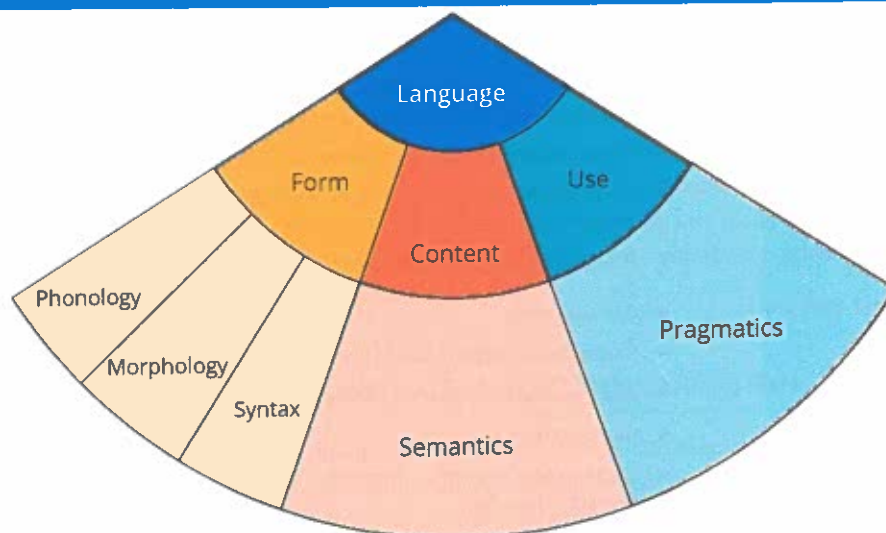 Language
Form
Use
Content
Phonology
Morphology
Syntax
Semantics
Pragmatics